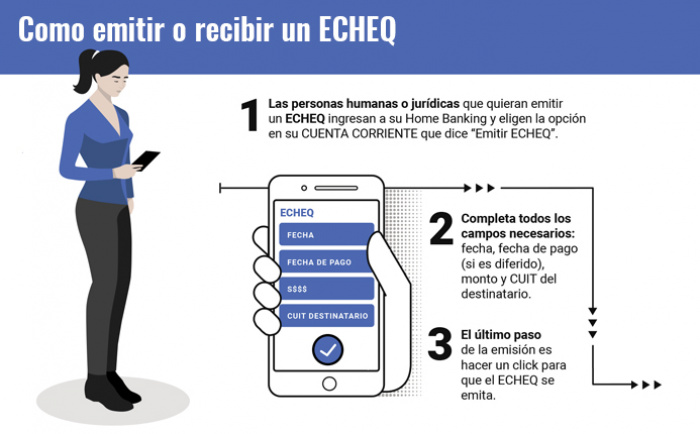 Como emitir o recibir un ECHEQ
1
Las personas humanas o jurídicas que quieran emitir
un ECHEQ ingresan a su Home Banking y eligen la opción
en su CUENTA CORRIENTE que dice “Emitir ECHEQ”.
ECHEQ
FECHA
FECHA DE PAGO
S$$$
CUIT DESTINATARIO
2
Completa todos los
campos necesarios:
fecha, fecha de pago
(si es diferido),
monto y CUIT del
destinatario.
3
El último paso
de la emisión es
hacer un click para
que el ECHEQ se
emita.